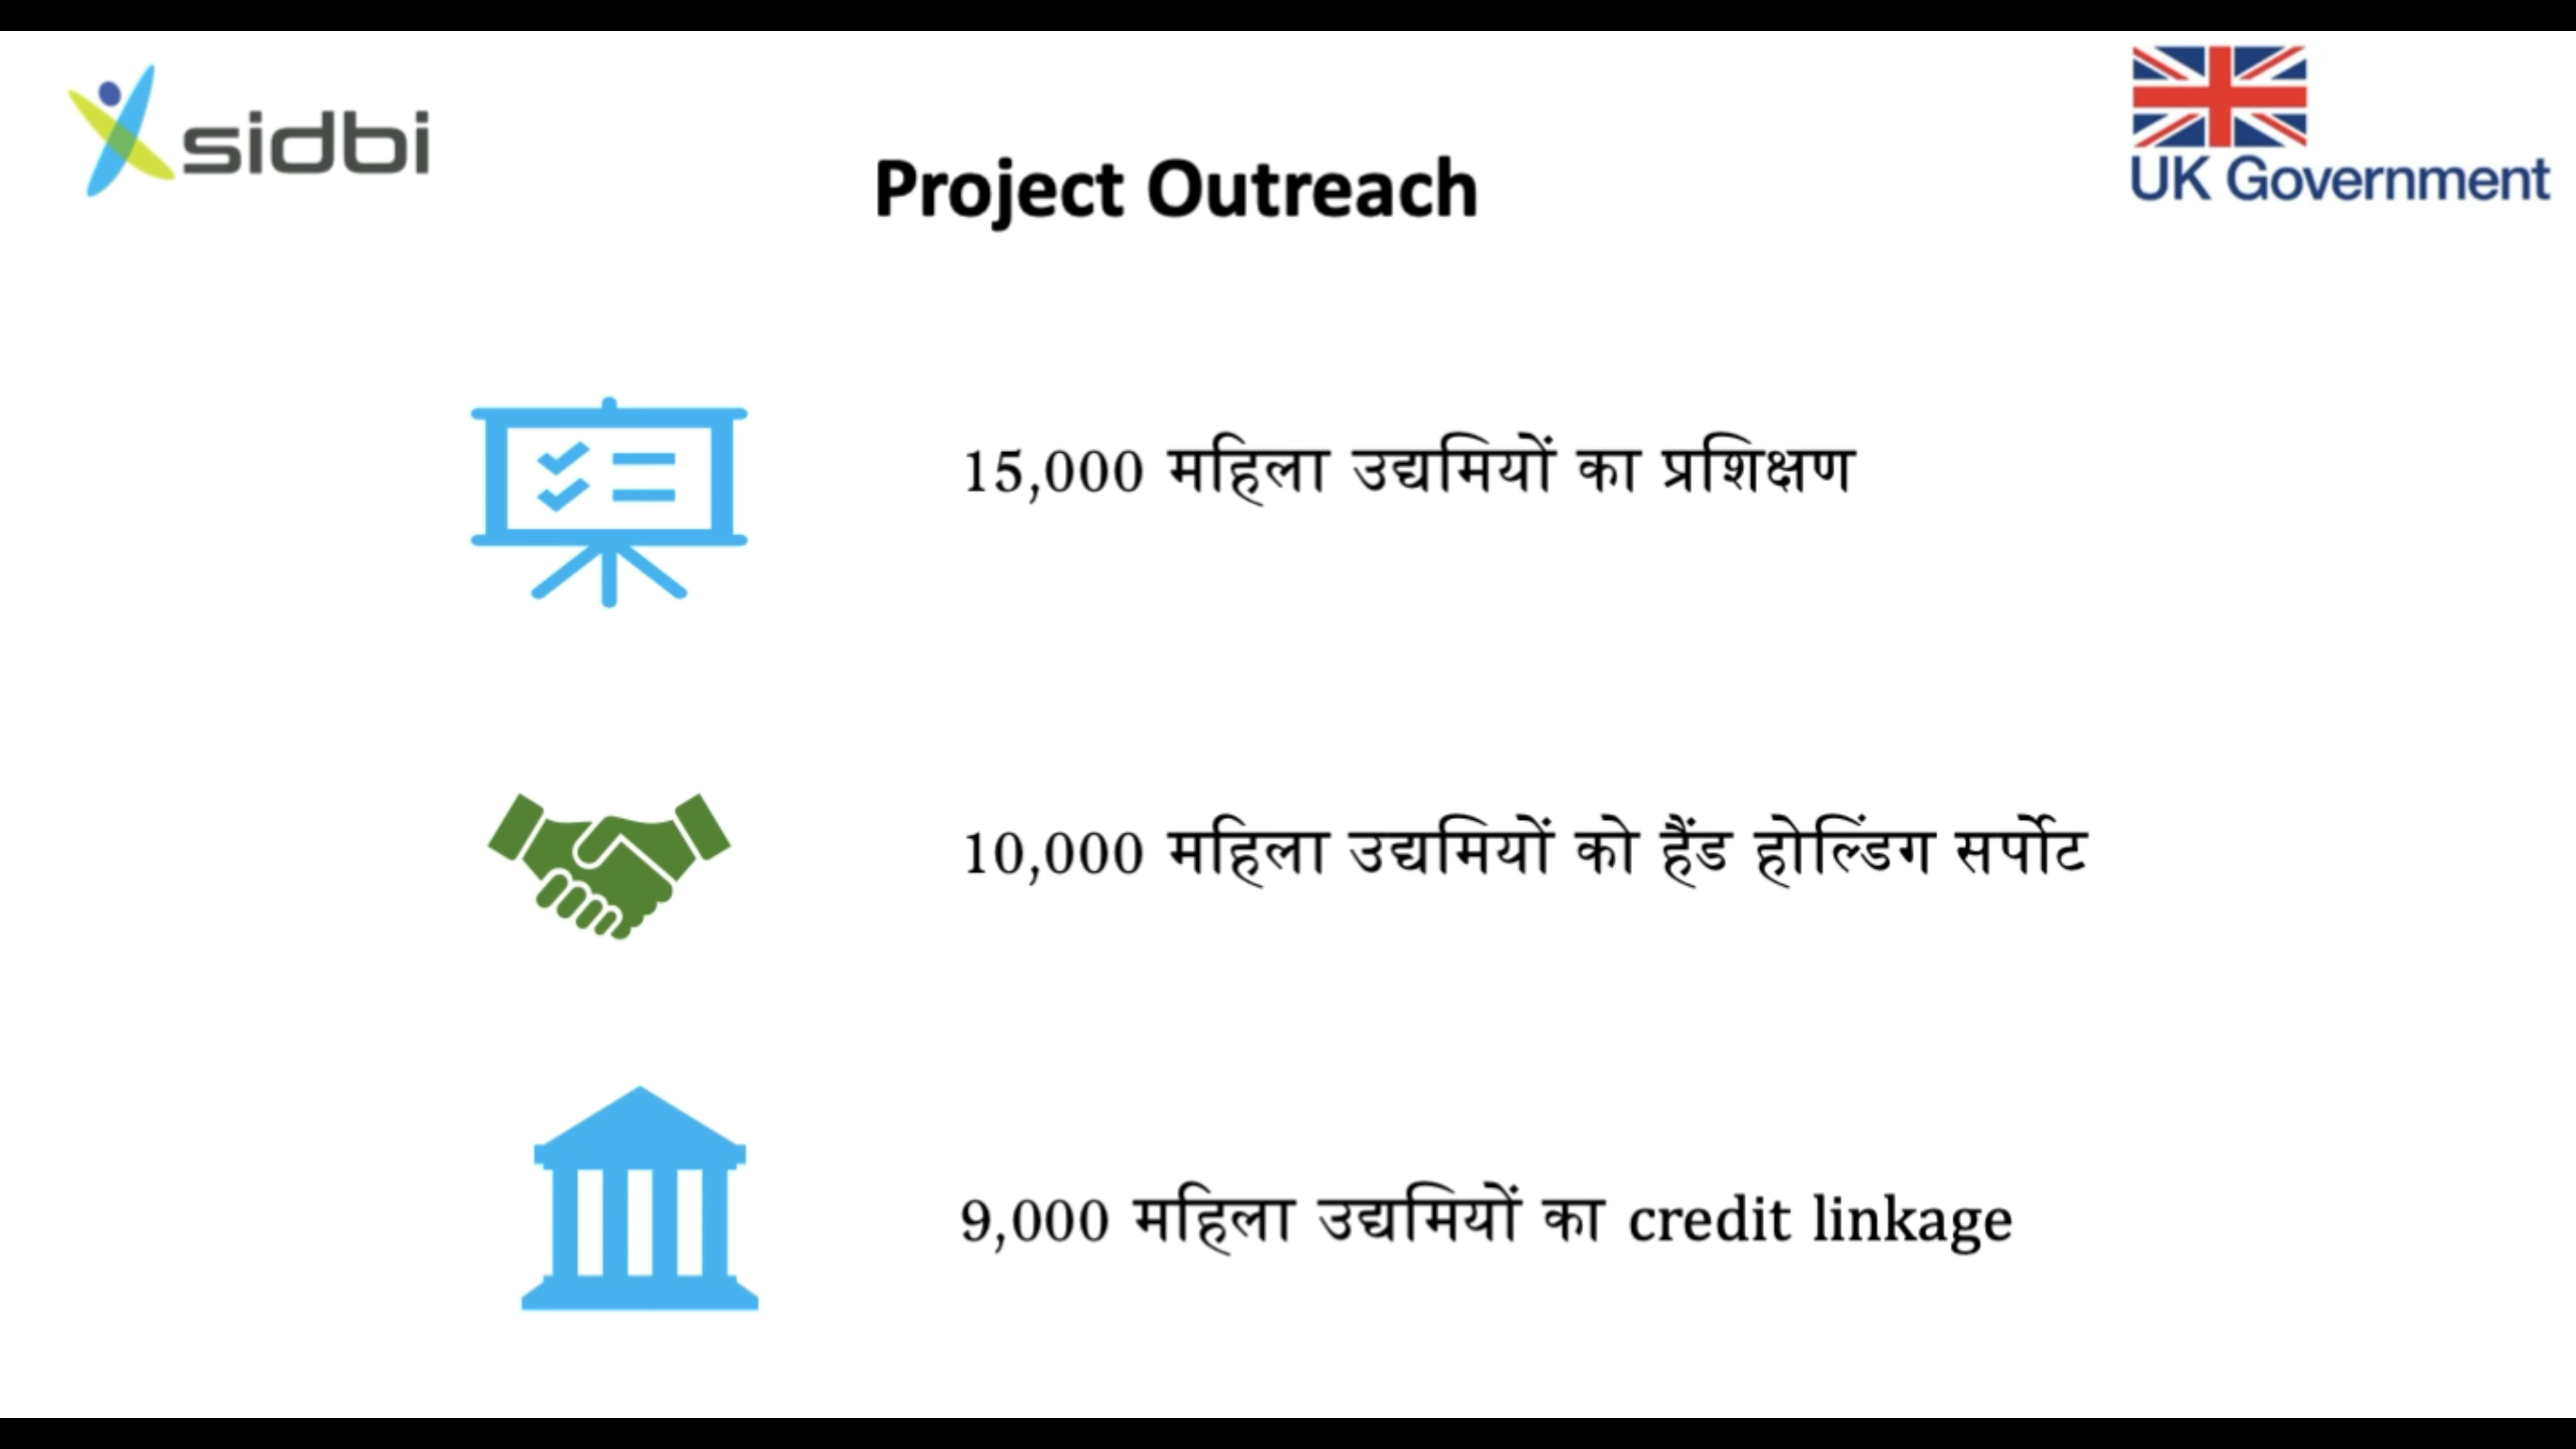 sidbi
UK Government
Project Outreach
15,000 महिला उद्यमियों का प्रशिक्षण
10,000 महिला उद्यमियों को हैंड होल्डिंग सर्पोट
9,000 महिला उद्यमियों का credit linkage